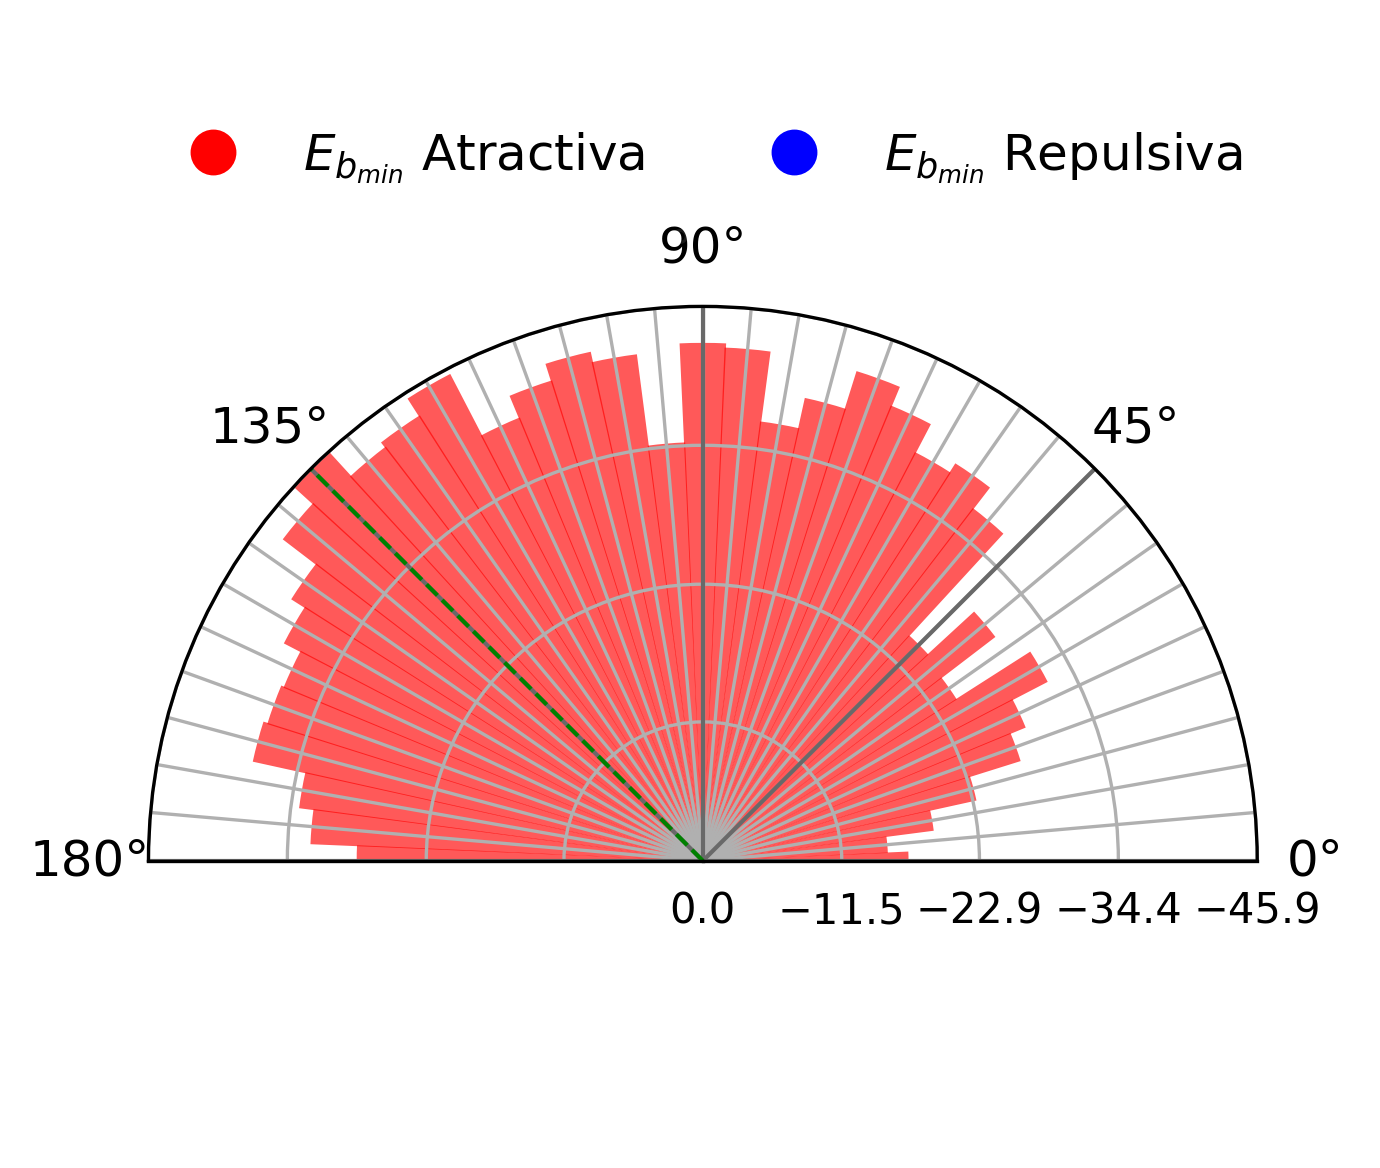 E_{b_{min}} Atractiva E_{b_{min}} Repulsiva
90°
135° 45°
180° 0°
0.0 −11.5 −22.9 −34.4 −45.9